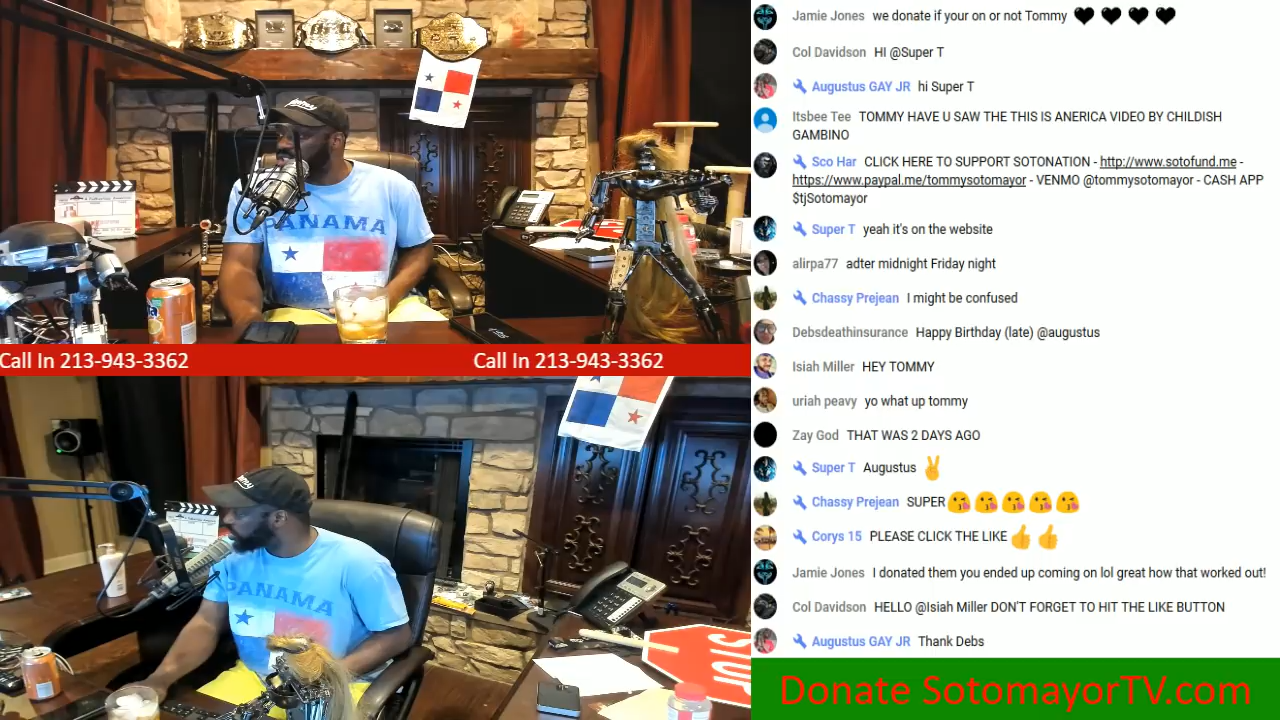 PANAMA
Call In 213-943-3362
Call In 213-943-3362
PANAMA
Jamie Jones we donate if your on or not Tommy 🖤 🖤 🖤 🖤
Col Davidson HI @Super T
Augustus GAY JR hi Super T
Itsbee Tee TOMMY HAVE U SAW THE THIS IS ANERICA VIDEO BY CHILDISH
GAMBINO
Sco Har CLICK HERE TO SUPPORT SOTONATION - http://www.sotofund.me -
https://www.paypal.me/tommysotomayor - VENMO @tommysotomayor - CASH APP
$tjSotomayor
Super T yeah it's on the website
alirpa77 adter midnight Friday night
Chassy Prejean I might be confused
Debsdeathinsurance Happy Birthday (late) @augustus
Isiah Miller HEY TOMMY
uriah peavy yo what up tommy
Zay God THAT WAS 2 DAYS AGO
Super T Augustus ✌
Chassy Prejean SUPER😘😘😘😘😘
Corys 15 PLEASE CLICK THE LIKE👍👍
Jamie Jones I donated them you ended up coming on lol great how that worked out!
Col Davidson HELLO @Isiah Miller DON'T FORGET TO HIT THE LIKE BUTTON
Augustus GAY JR Thank Debs
Donate SotomayorTV.com